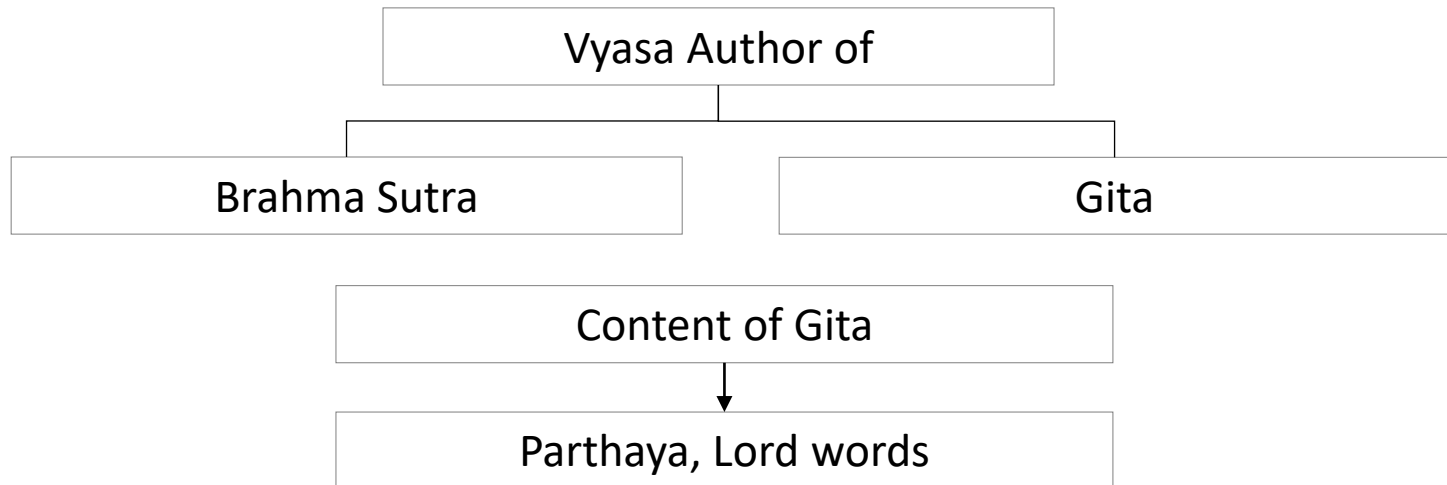 Vyasa Author of
Brahma Sutra
Gita
Content of Gita
Parthaya, Lord words